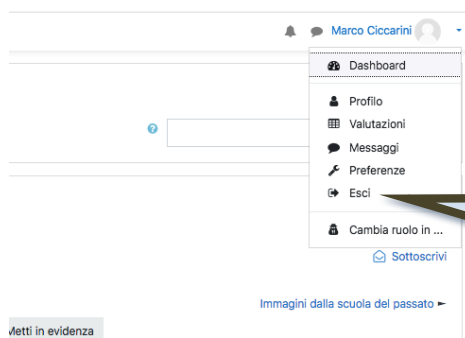 Marco Ciccarini
Dashboard
Profilo
Valutazioni
Messaggi
Preferenze
Esci
Cambia ruolo in ...
Sottoscrivi
Immagini dalla scuola del passato ►
Metti in evidenza